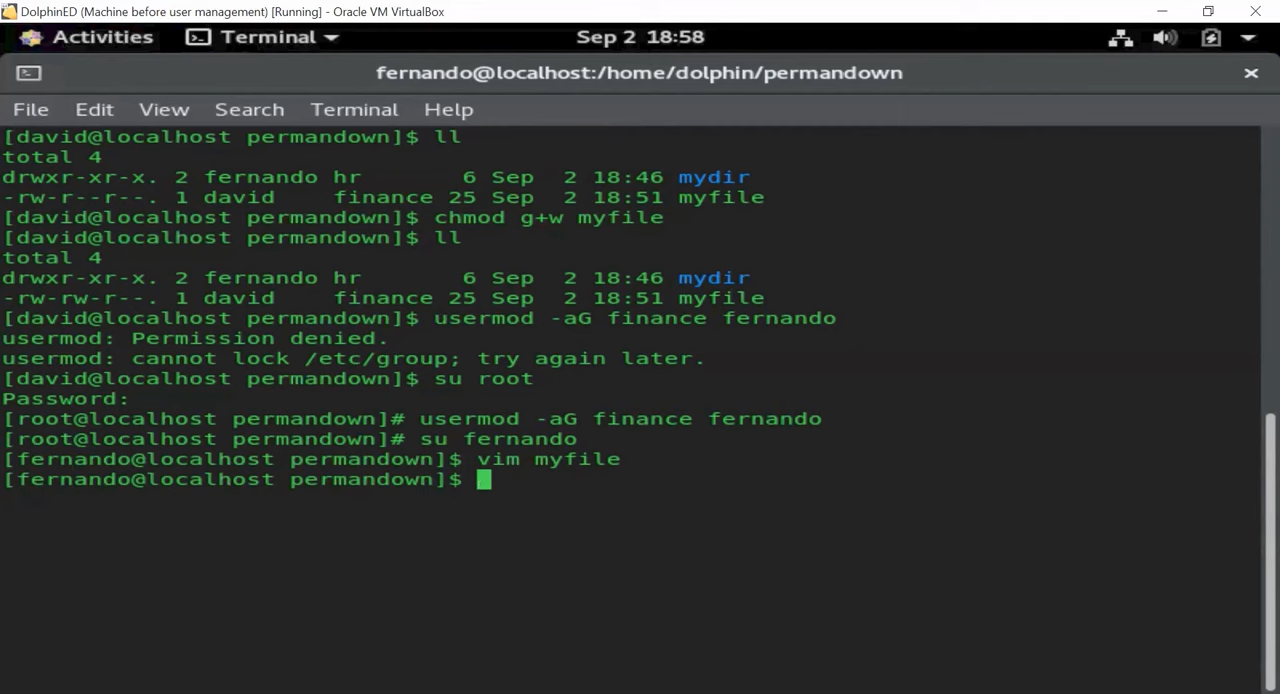 DolphinED (Machine before user management) [Running] - Oracle VM VirtualBox
Activities Terminal Sep 2 18:58
fernando@localhost:/home/dolphin/permandown
File Edit View Search Terminal Help
[david@localhost permandown]$ ll
total 4
drwxr-xr-x. 2 fernando hr 6 Sep 2 18:46 mydir
-rw-r--r--. 1 david finance 25 Sep 2 18:51 myfile
[david@localhost permandown]$ chmod g+w myfile
[david@localhost permandown]$ ll
total 4
drwxr-xr-x. 2 fernando hr 6 Sep 2 18:46 mydir
-rw-rw-r--. 1 david finance 25 Sep 2 18:51 myfile
[david@localhost permandown]$ usermod -aG finance fernando
usermod: Permission denied.
usermod: cannot lock /etc/group; try again later.
[david@localhost permandown]$ su root
Password:
[root@localhost permandown]# usermod -aG finance fernando
[root@localhost permandown]# su fernando
[fernando@localhost permandown]$ vim myfile
[fernando@localhost permandown]$